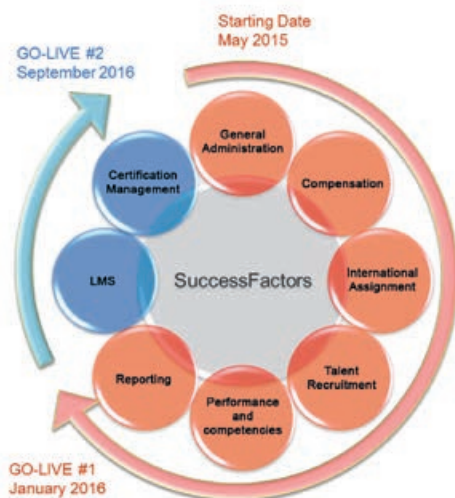 Starting Date
May 2015
GO-LIVE #2
September 2016
General
Administration
Certification
Management
Compensation
LMS
SuccessFactors
International
Assignment
Reporting
Talent
Recruitment
Performance
and
competencies
GO-LIVE #1
January 2016